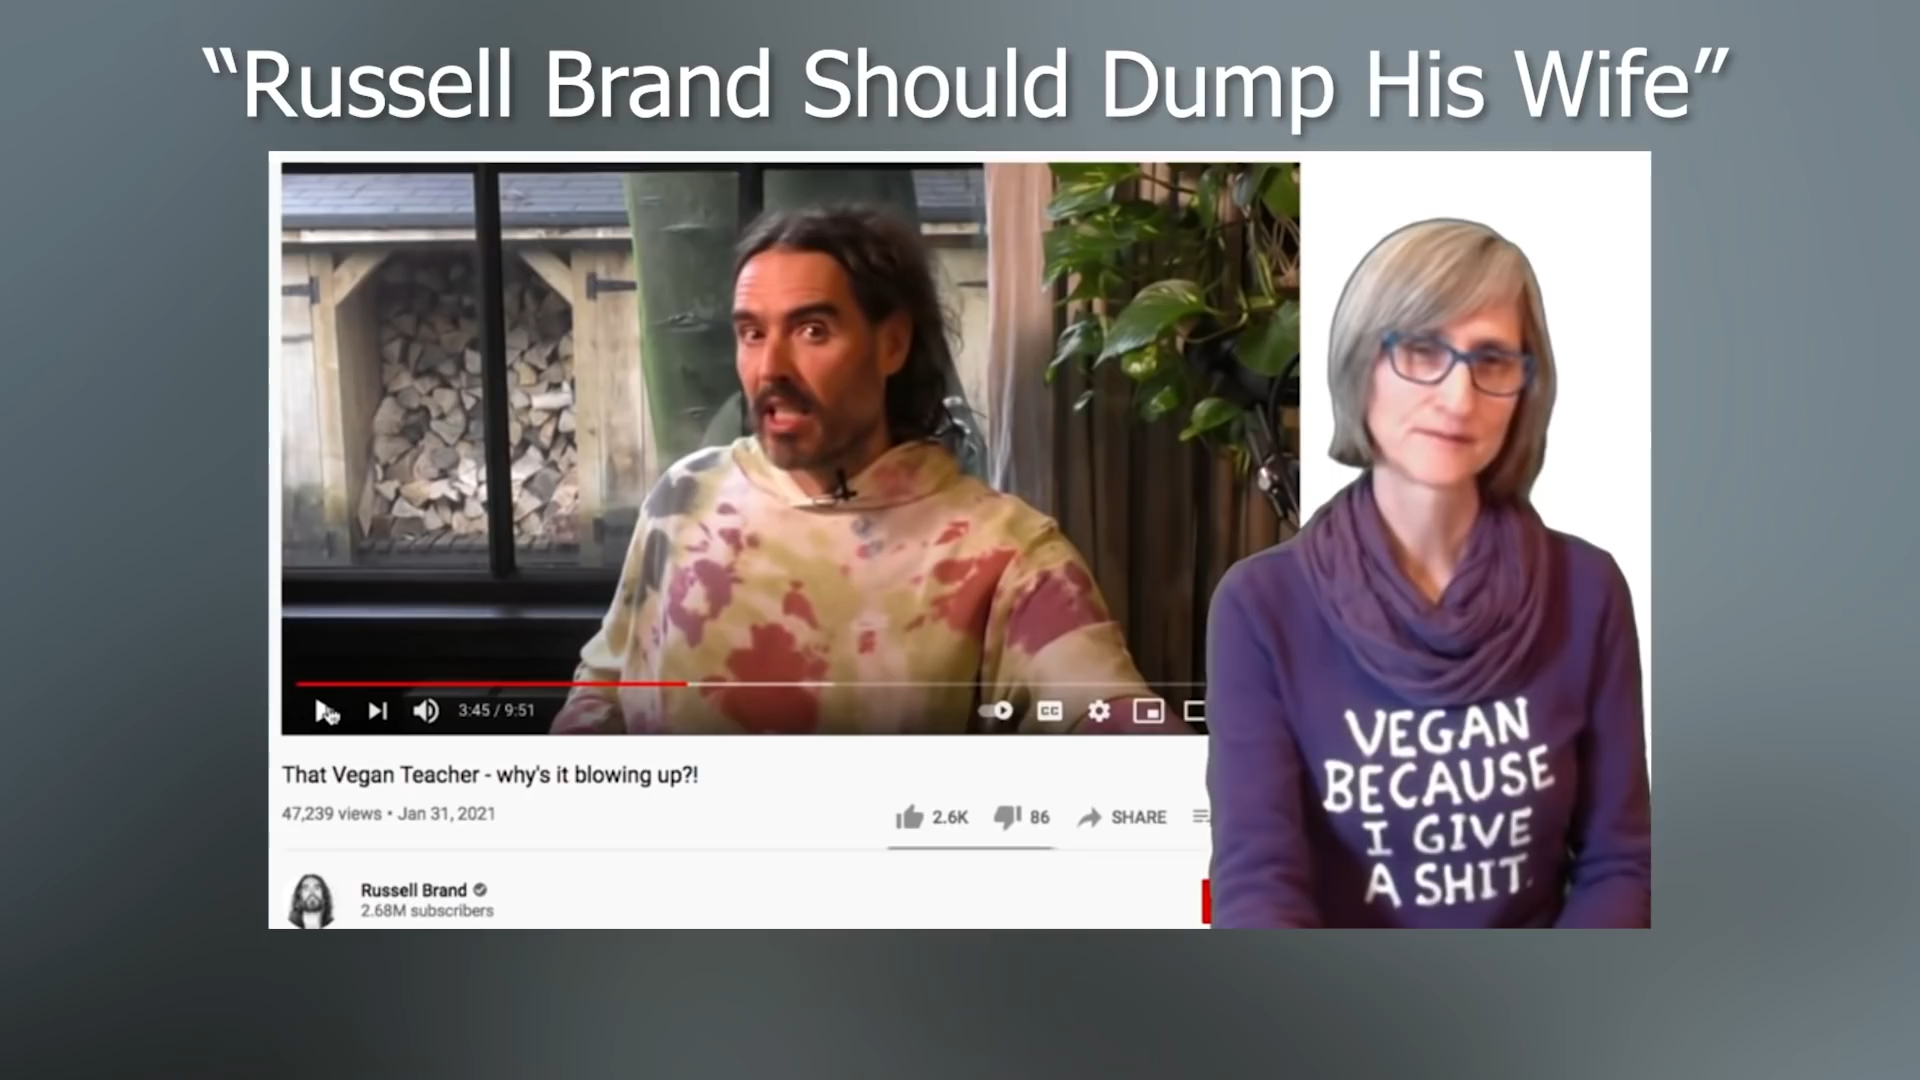 “Russell Brand Should Dump His Wife”
3:45 / 9:51
CC
That Vegan Teacher - why's it blowing up?!
47,239 views • Jan 31, 2021
2.6K
86
SHARE
Russell Brand
2.68M subscribers
VEGAN
BECAUSE
I GIVE
A SHIT.